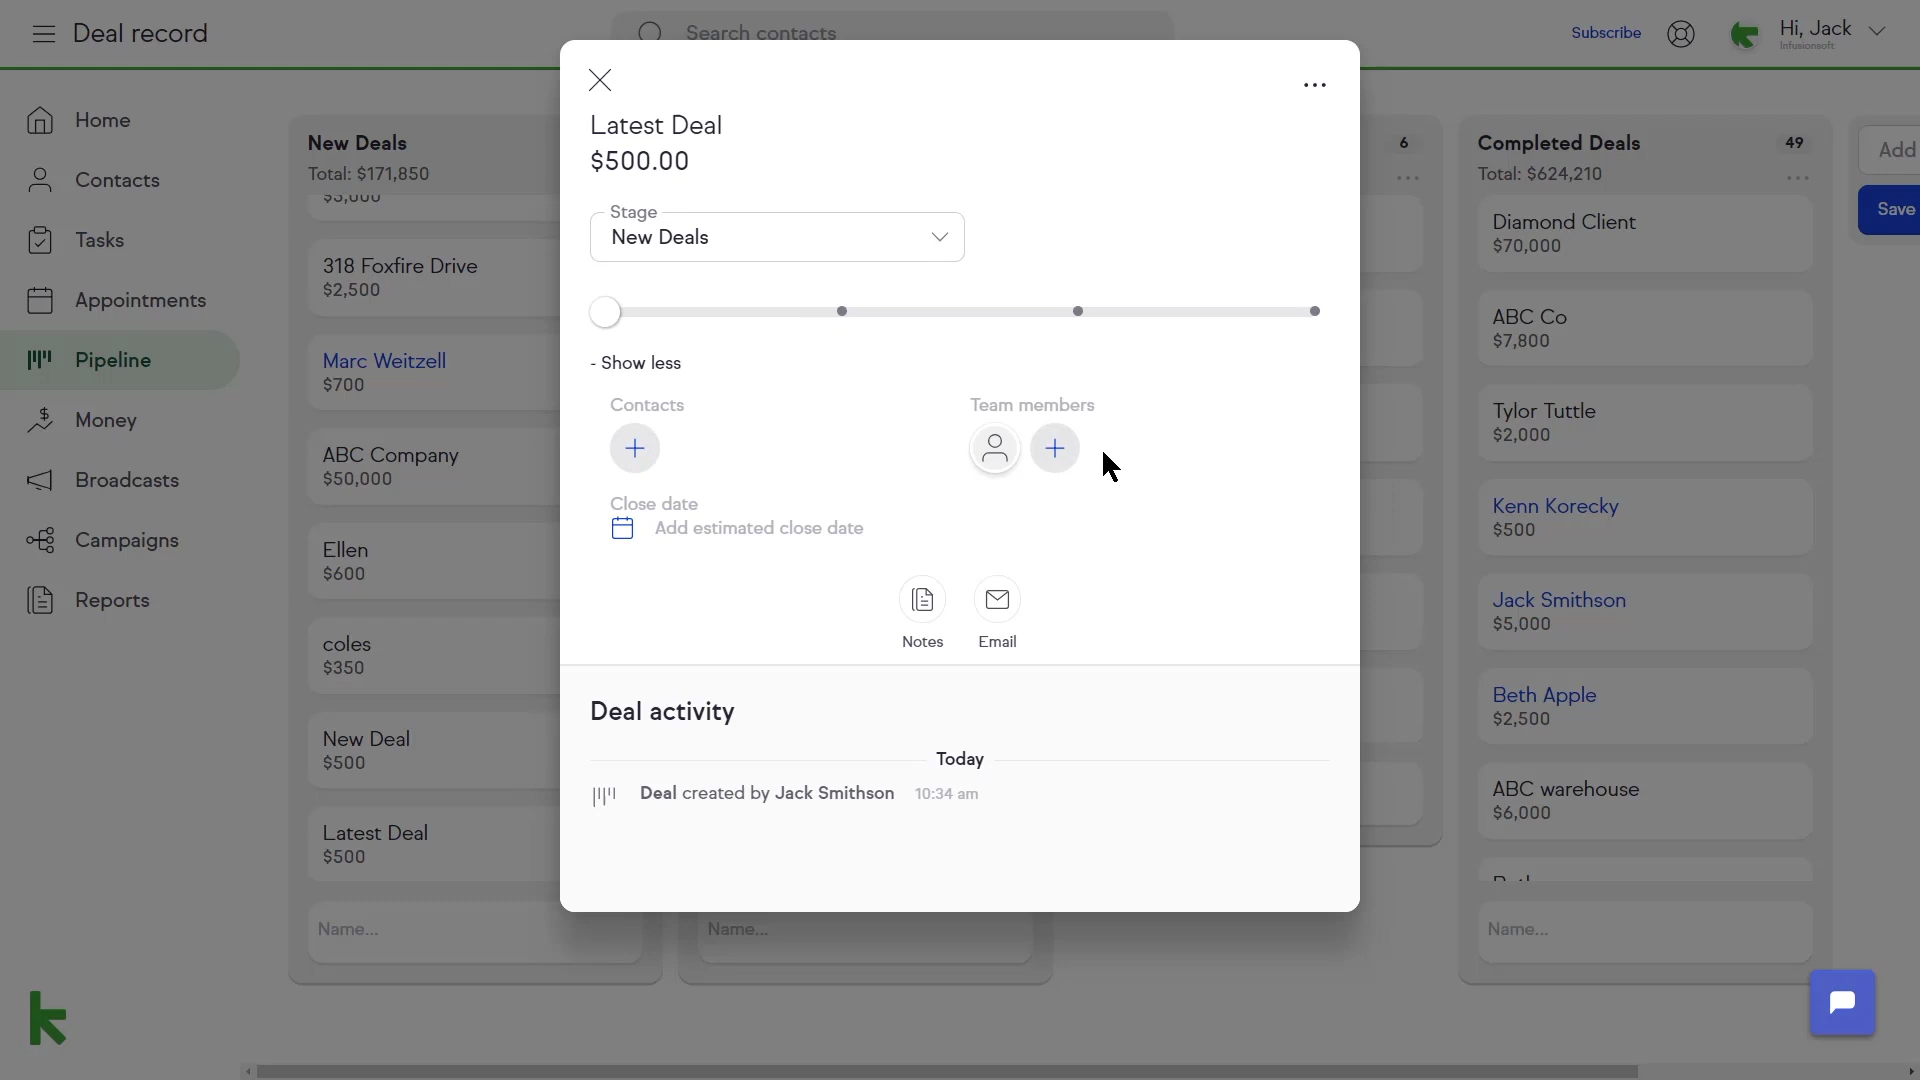 Deal record
Search contacts
Subscribe
Hi, Jack
Infusionsoft
Home
Contacts
Tasks
Appointments
Pipeline
Money
Broadcasts
Campaigns
Reports
New Deals
Total: $171,850
318 Foxfire Drive
$2,500
Marc Weitzell
$700
ABC Company
$50,000
Ellen
$600
coles
$350
New Deal
$500
Latest Deal
$500
Name...
Name...
Latest Deal
$500.00
Stage
New Deals
- Show less
Contacts
Team members
Close date
Add estimated close date
Notes
Email
Deal activity
Today
Deal created by Jack Smithson 10:34 am
6
Completed Deals
49
Total: $624,210
Diamond Client
$70,000
ABC Co
$7,800
Tylor Tuttle
$2,000
Kenn Korecky
$500
Jack Smithson
$5,000
Beth Apple
$2,500
ABC warehouse
$6,000
Name...
Add
Save